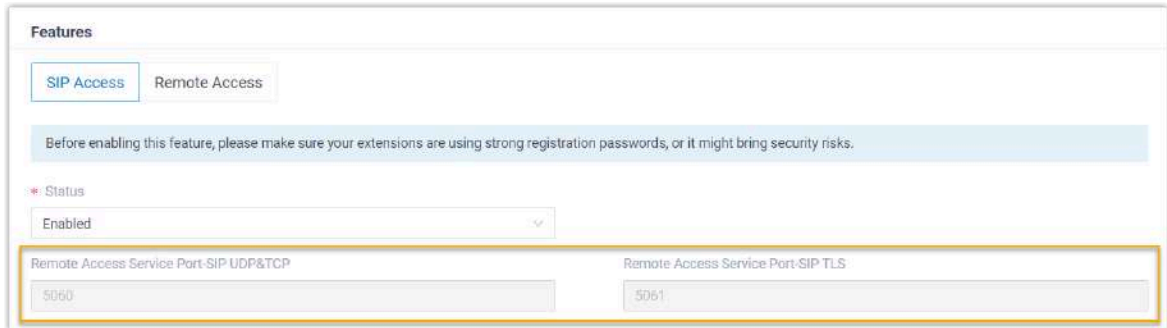 Features
SIP Access Remote Access
Before enabling this feature, please make sure your extensions are using strong registration passwords, or it might bring security risks.
* Status
Enabled
Remote Access Service Port-SIP UDP&TCP Remote Access Service Port-SIP TLS
5060 5061